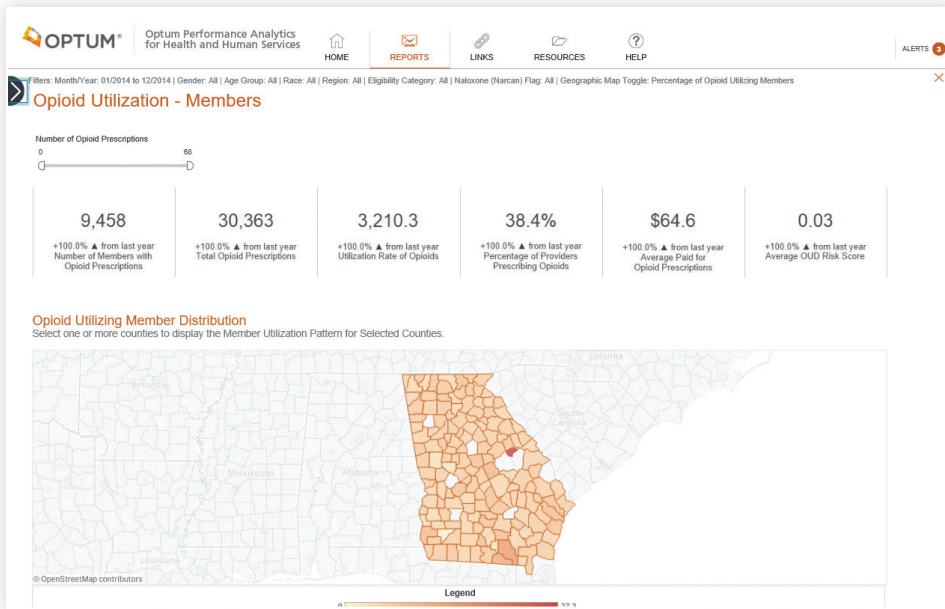 OPTUM®
Optum Performance Analytics
for Health and Human Services
HOME
REPORTS
LINKS
RESOURCES
HELP
ALERTS 3
Filters: Month/Year: 01/2014 to 12/2014 | Gender: All | Age Group: All | Race: All | Region: All | Eligibility Category: All | Naloxone (Narcan) Flag: All | Geographic Map Toggle: Percentage of Opioid Utilizing Members
Opioid Utilization - Members
Number of Opioid Prescriptions
0 68
9,458
+100.0% ▲ from last year
Number of Members with
Opioid Prescriptions
30,363
+100.0% ▲ from last year
Total Opioid Prescriptions
3,210.3
+100.0% ▲ from last year
Utilization Rate of Opioids
38.4%
+100.0% ▲ from last year
Percentage of Providers
Prescribing Opioids
$64.6
+100.0% ▲ from last year
Average Paid for
Opioid Prescriptions
0.03
+100.0% ▲ from last year
Average OUD Risk Score
Opioid Utilizing Member Distribution
Select one or more counties to display the Member Utilization Pattern for Selected Counties.
Carolina
Arkansas
South
Carolina
Mississippi
Alabama
Louisiana
© OpenStreetMap contributors
Legend
0 27.3